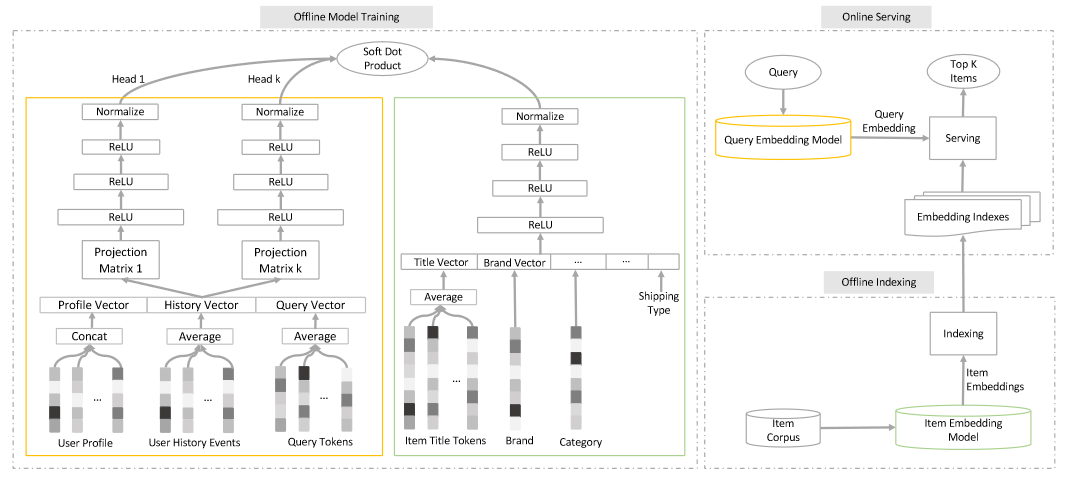 Offline Model Training
Online Serving
Soft Dot
Product
Head 1
Head k
Normalize
Normalize
Normalize
ReLU
ReLU
ReLU
ReLU
ReLU
ReLU
ReLU
ReLU
ReLU
Projection
Matrix 1
Projection
Matrix k
Profile Vector
History Vector
Query Vector
Concat
Average
Average
...
...
...
User Profile
User History Events
Query Tokens
Title Vector
Brand Vector
...
...
Average
Shipping
Type
...
Item Title Tokens
Brand
Category
Query
Top K
Items
Query
Embedding
Query Embedding Model
Serving
Embedding Indexes
Offline Indexing
Indexing
Item
Embeddings
Item
Corpus
Item Embedding
Model